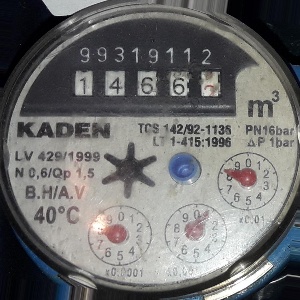 99319112
1466
m³
KADEN
TCS 142/92-1136 PN16bar
LT 1-415:1996 ΔP 1bar
LV 429/1999
N 0,6/Qp 1,5
B.H/A.V
40°C
x0.01
x0.0001
x0.001